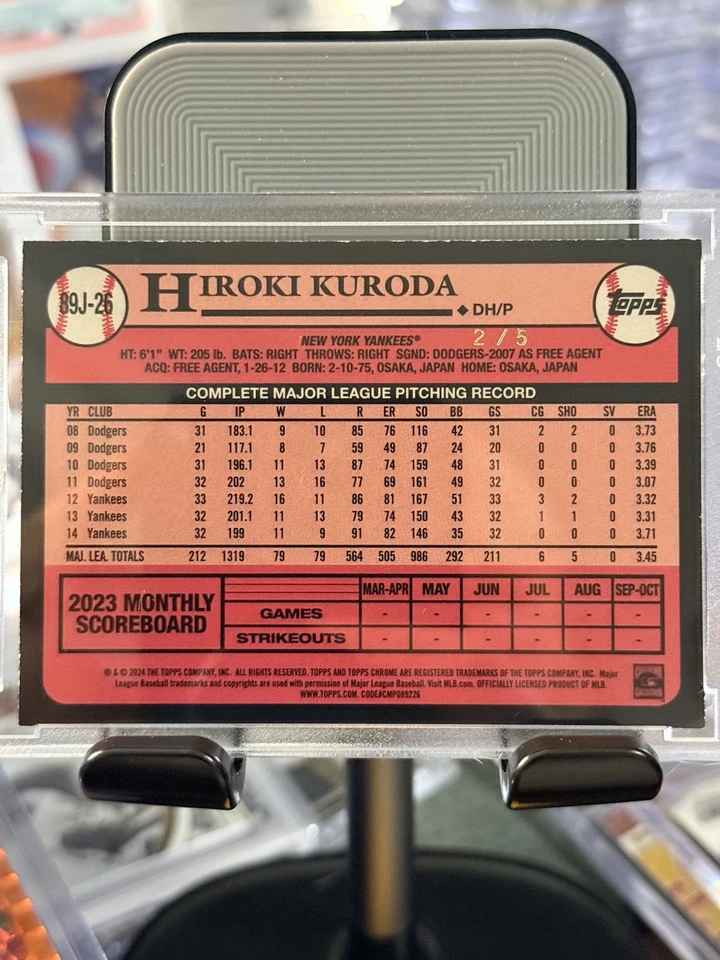 89J-26
HIROKI KURODA
DH/P
Topps
2 / 5
NEW YORK YANKEES®
HT: 6'1" WT: 205 lb. BATS: RIGHT THROWS: RIGHT SGND: DODGERS-2007 AS FREE AGENT
ACQ: FREE AGENT, 1-26-12 BORN: 2-10-75, OSAKA, JAPAN HOME: OSAKA, JAPAN
COMPLETE MAJOR LEAGUE PITCHING RECORD
YR CLUB G IP W L R ER SO BB GS CG SHO SV ERA
08 Dodgers 31 183.1 9 10 85 76 116 42 31 2 2 0 3.73
09 Dodgers 21 117.1 8 7 59 49 87 24 20 0 0 0 3.76
10 Dodgers 31 196.1 11 13 87 74 159 48 31 0 0 0 3.39
11 Dodgers 32 202 13 16 77 69 161 49 32 0 0 0 3.07
12 Yankees 33 219.2 16 11 86 81 167 51 33 3 2 0 3.32
13 Yankees 32 201.1 11 13 79 74 150 43 32 1 1 0 3.31
14 Yankees 32 199 11 9 91 82 146 35 32 0 0 0 3.71
MAJ. LEA. TOTALS 212 1319 79 79 564 505 986 292 211 6 5 0 3.45
2023 MONTHLY
SCOREBOARD
MAR-APR MAY JUN JUL AUG SEP-OCT
GAMES - - - - - -
STRIKEOUTS - - - - - -
® & © 2024 THE TOPPS COMPANY, INC. ALL RIGHTS RESERVED. TOPPS AND TOPPS CHROME ARE REGISTERED TRADEMARKS OF THE TOPPS COMPANY, INC. Major
League Baseball trademarks and copyrights are used with permission of Major League Baseball. Visit MLB.com. OFFICIALLY LICENSED PRODUCT OF MLB.
WWW.TOPPS.COM. CODE#CMP089226